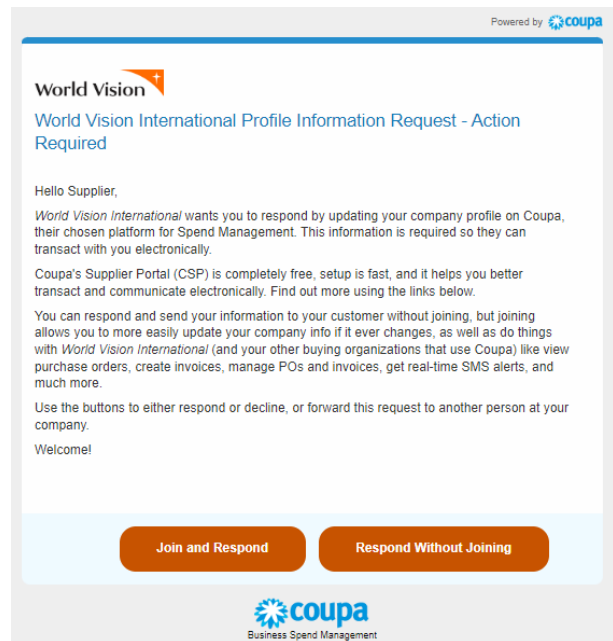 Powered by coupa
World Vision
World Vision International Profile Information Request - Action
Required
Hello Supplier,
World Vision International wants you to respond by updating your company profile on Coupa,
their chosen platform for Spend Management. This information is required so they can
transact with you electronically.
Coupa's Supplier Portal (CSP) is completely free, setup is fast, and it helps you better
transact and communicate electronically. Find out more using the links below.
You can respond and send your information to your customer without joining, but joining
allows you to more easily update your company info if it ever changes, as well as do things
with World Vision International (and your other buying organizations that use Coupa) like view
purchase orders, create invoices, manage POs and invoices, get real-time SMS alerts, and
much more.
Use the buttons to either respond or decline, or forward this request to another person at your
company.
Welcome!
Join and Respond Respond Without Joining
coupa
Business Spend Management